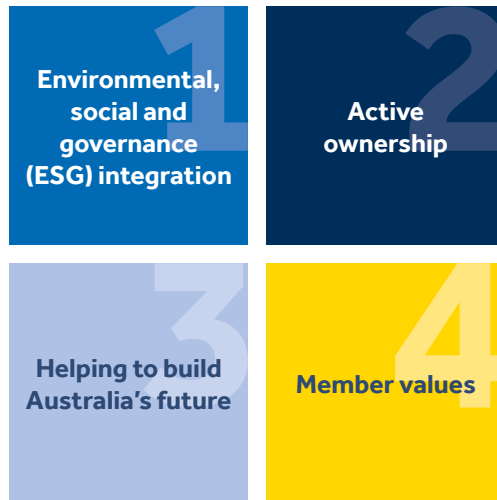 1
Environmental,
social and
governance
(ESG) integration
2
Active
ownership
3
Helping to build
Australia's future
4
Member values